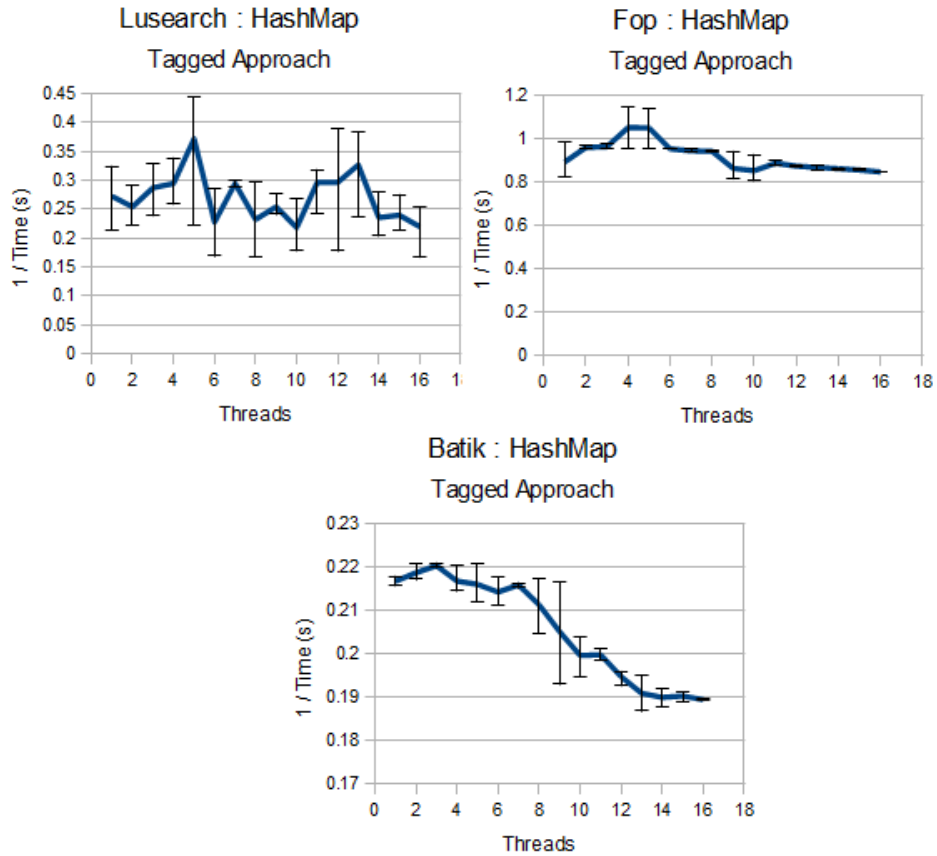 Lusearch : HashMap
Tagged Approach
0.45
0.4
0.35
0.3
0.25
0.2
0.15
0.1
0.05
0
1 / Time (s)
0 2 4 6 8 10 12 14 16
Threads
Fop : HashMap
Tagged Approach
1.2
1
0.8
0.6
0.4
0.2
0
1 / Time (s)
0 2 4 6 8 10 12 14 16 18
Threads
Batik : HashMap
Tagged Approach
0.23
0.22
0.21
0.2
0.19
0.18
0.17
1 / Time (s)
0 2 4 6 8 10 12 14 16 18
Threads